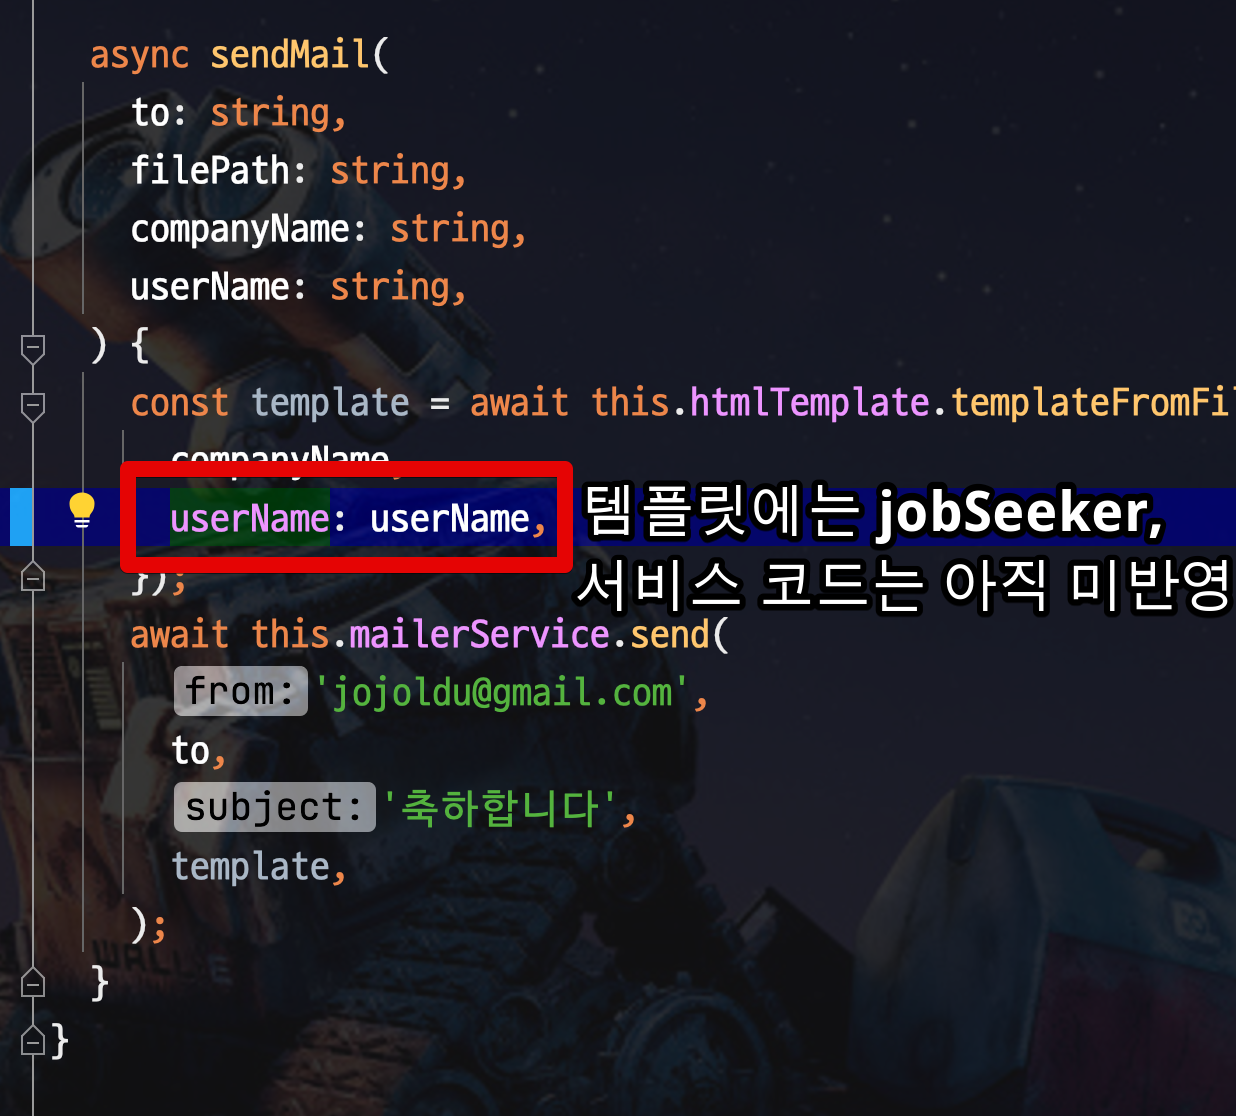 async sendMail(
to: string,
filePath: string,
companyName: string,
userName: string,
) {
const template = await this.htmlTemplate.templateFromFil
companyName,
userName: userName,
템플릿에는 jobSeeker,
서비스 코드는 아직 미반영
});
await this.mailerService.send(
from: 'jojoldu@gmail.com',
to,
subject: '축하합니다',
template,
);
WALL E
}
}